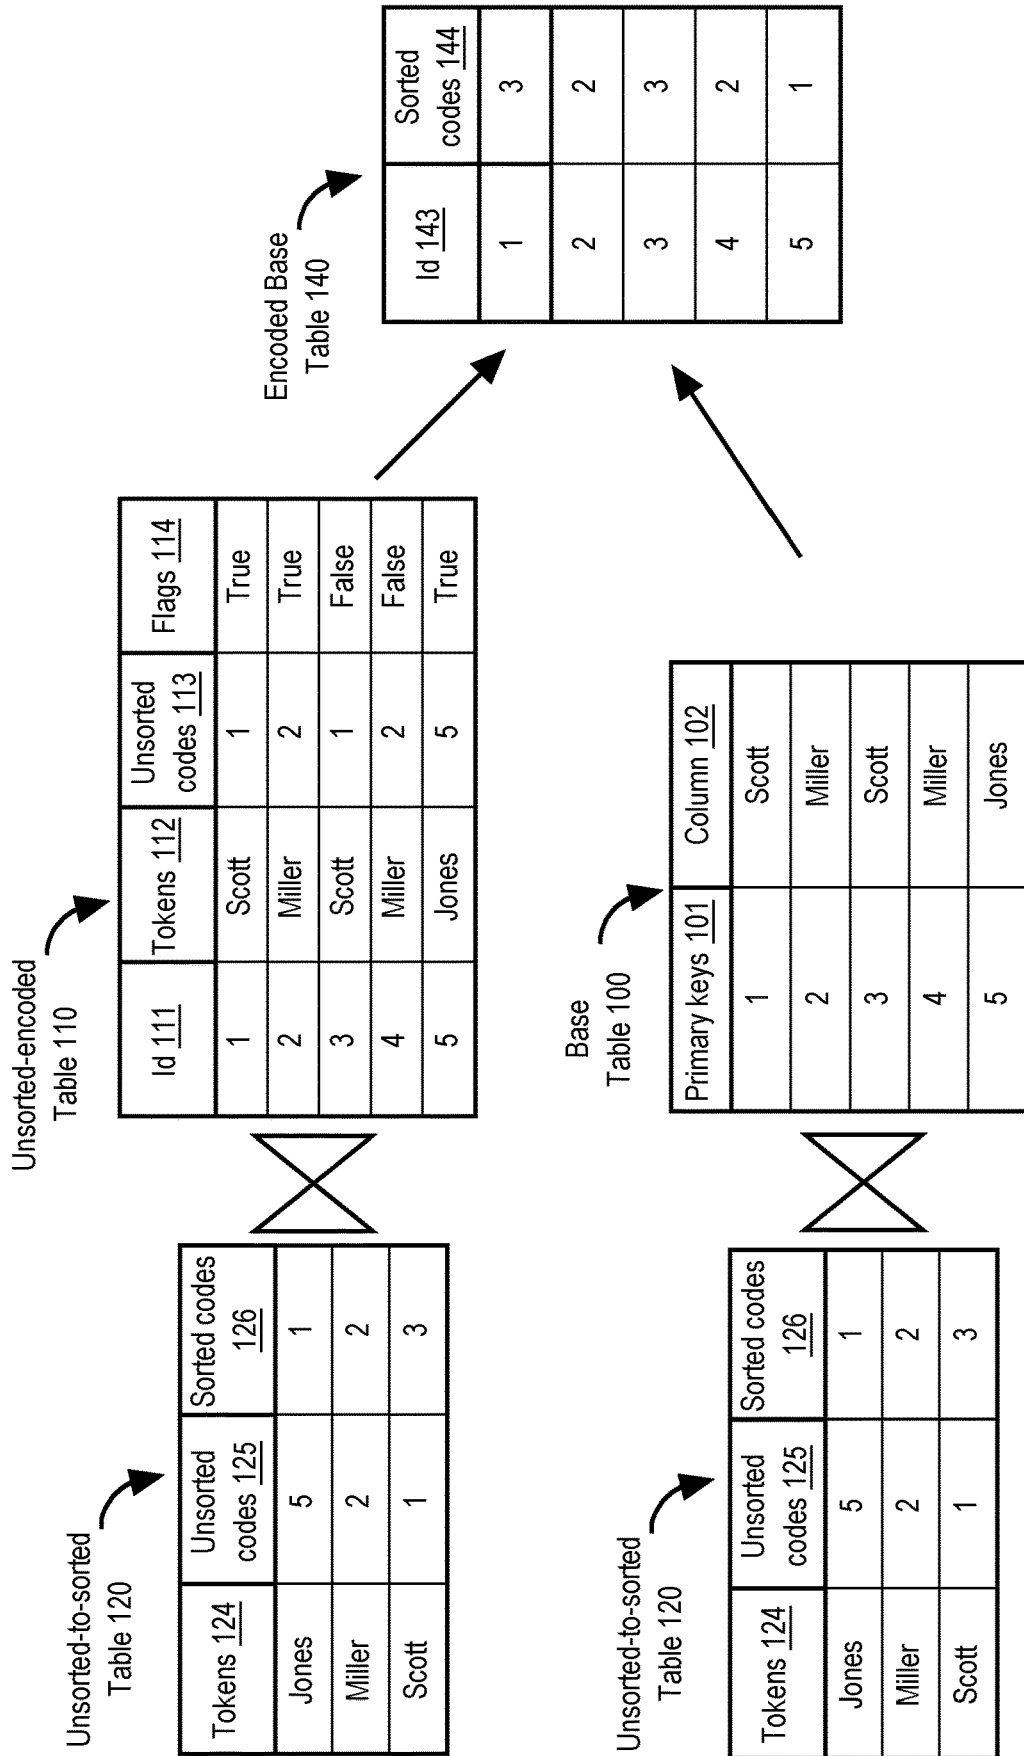 Unsorted-to-sorted
Table 120
Tokens 124
Unsorted
codes 125
Sorted codes
126
Jones 5 1
Miller 2 2
Scott 1 3
Unsorted-encoded
Table 110
Id 111
Tokens 112
Unsorted
codes 113
Flags 114
1 Scott 1 True
2 Miller 2 True
3 Scott 1 False
4 Miller 2 False
5 Jones 5 True
Encoded Base
Table 140
Id 143
Sorted
codes 144
1 3
2 2
3 3
4 2
5 1
Unsorted-to-sorted
Table 120
Tokens 124
Unsorted
codes 125
Sorted codes
126
Jones 5 1
Miller 2 2
Scott 1 3
Base
Table 100
Primary keys 101
Column 102
1 Scott
2 Miller
3 Scott
4 Miller
5 Jones